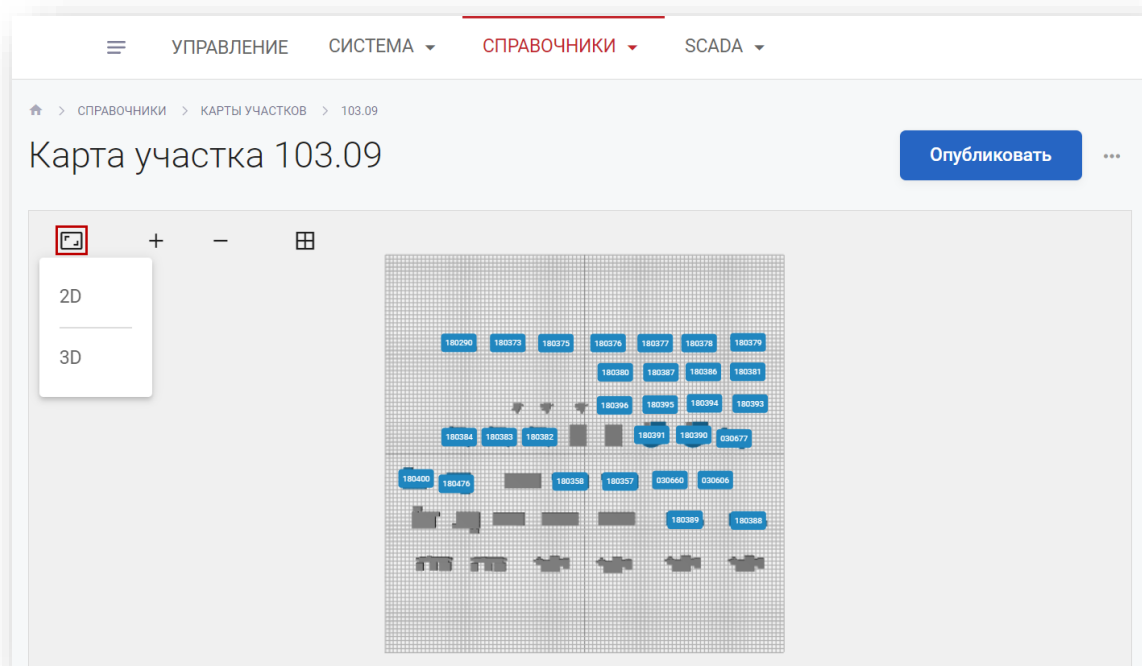 УПРАВЛЕНИЕ СИСТЕМА СПРАВОЧНИКИ SCADA
СПРАВОЧНИКИ > КАРТЫ УЧАСТКОВ > 103.09
Карта участка 103.09
Опубликовать
2D
3D
180290 180373 180375 180376 180377 180378 180379
180380 180387 180386 180381
180396 180395 180394 180393
180384 180383 180382 180391 180390 030677
180400 180476 180358 180357 030660 030606
180389 180388